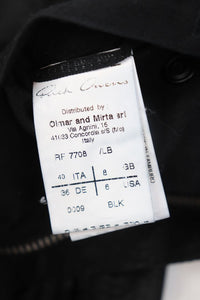 Rick Owens
Distributed by
Olmar and Mirta srl
Via Agnini, 15
41033 Concordia s/S (Mo)
Italy
RF 7708 /LB
40 ITA 8 GB
36 DE 6 USA
0009 BLK